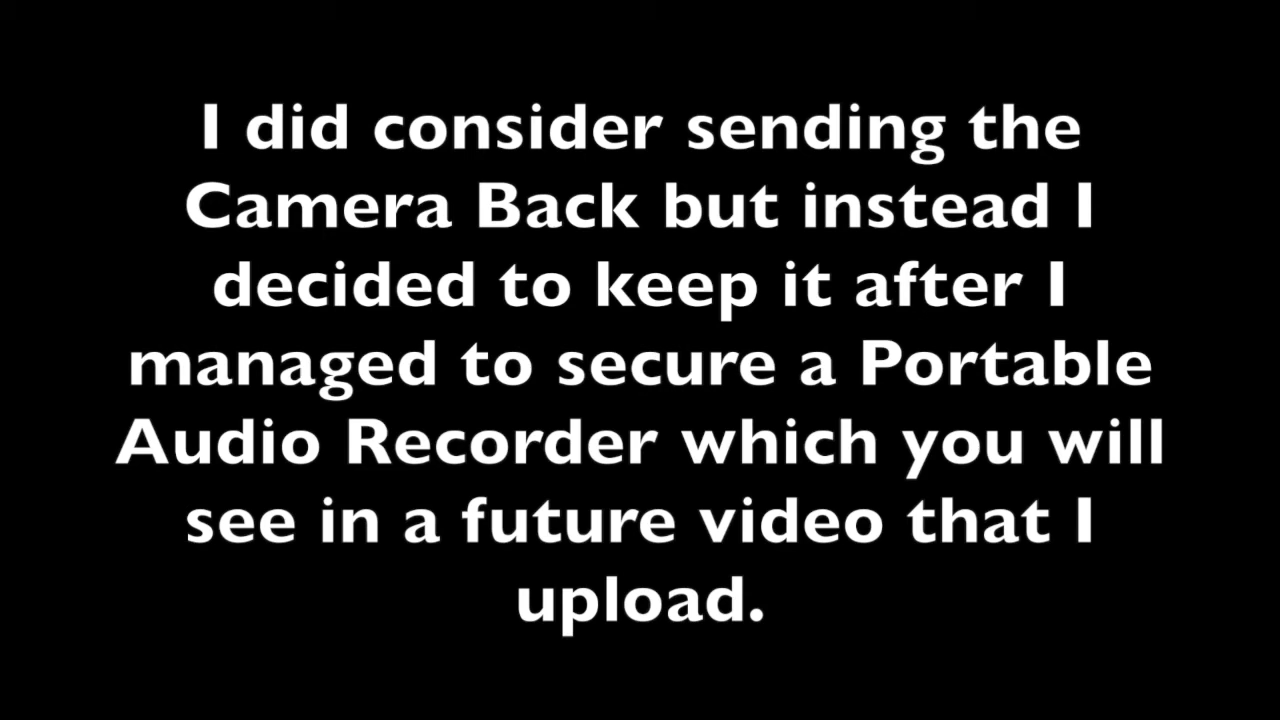 I did consider sending the
Camera Back but instead I
decided to keep it after I
managed to secure a Portable
Audio Recorder which you will
see in a future video that I
upload.